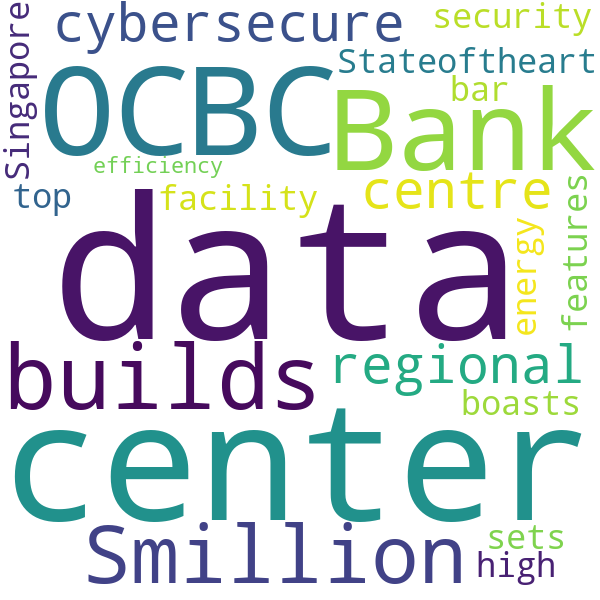 Singapore
cybersecure
security
OCBC
Stateoftheart
bar
Bank
efficiency
top
facility
centre
features
energy
data
builds
regional
boasts
center
Smillion
sets
high